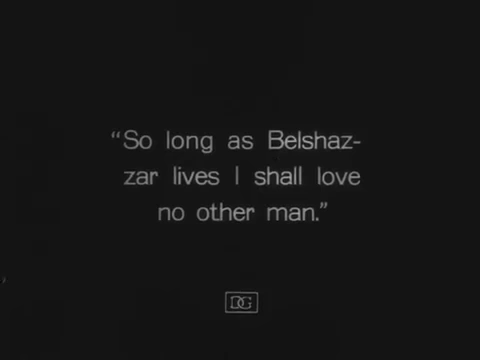 “So long as Belshaz-
zar lives I shall love
no other man.”
DG